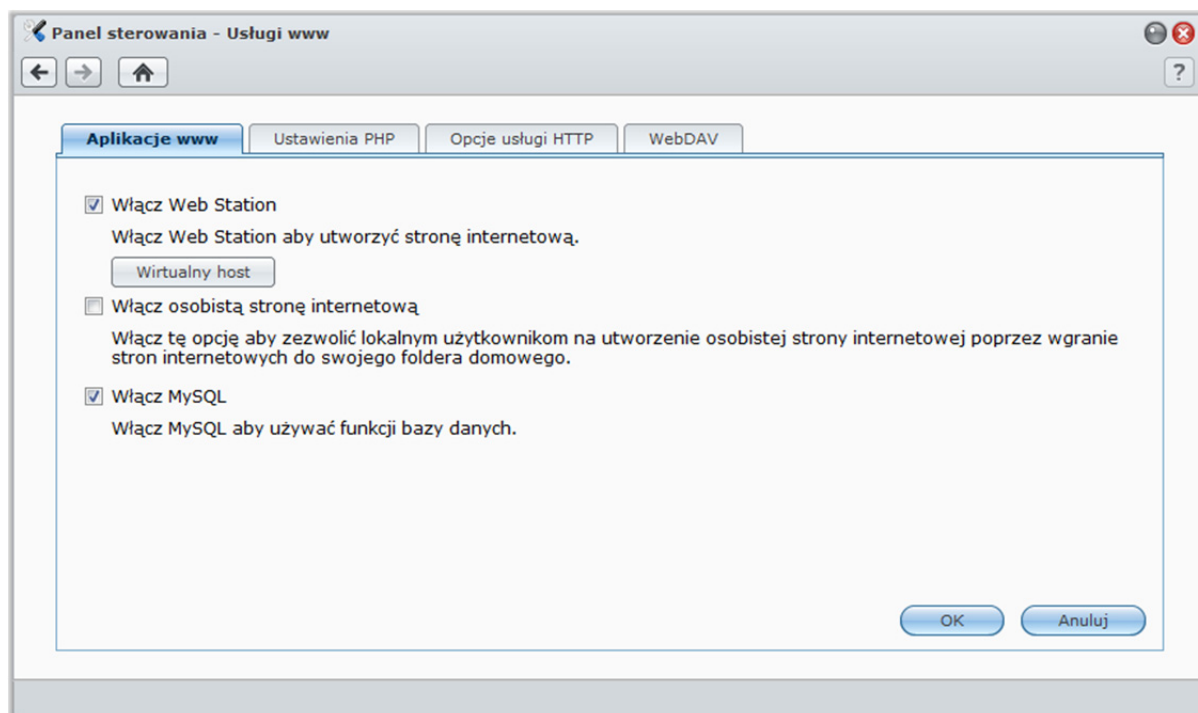 Panel sterowania - Usługi www
?
Aplikacje www
Ustawienia PHP
Opcje usługi HTTP
WebDAV
Włącz Web Station
Włącz Web Station aby utworzyć stronę internetową.
Wirtualny host
Włącz osobistą stronę internetową
Włącz tę opcję aby zezwolić lokalnym użytkownikom na utworzenie osobistej strony internetowej poprzez wgranie
stron internetowych do swojego foldera domowego.
Włącz MySQL
Włącz MySQL aby używać funkcji bazy danych.
OK
Anuluj